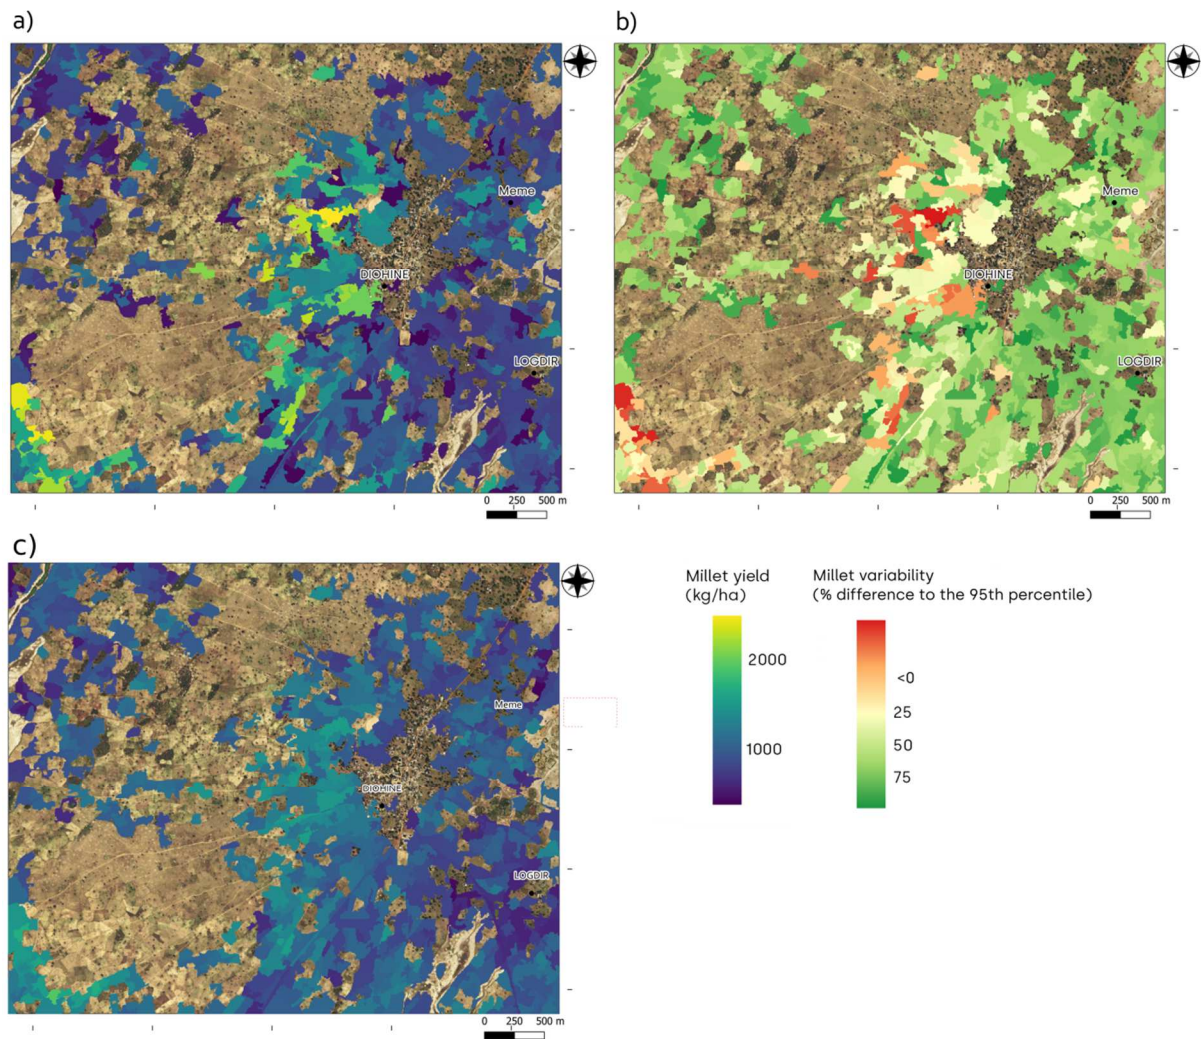 a)
b)
Meme
DIOHINE
LOGDIR
0 250 500 m
Meme
DIOHINE
LOGDIR
0 250 500 m
c)
Meme
DIOHINE
LOGDIR
0 250 500 m
Millet yield
(kg/ha)
2000
1000
Millet variability
(% difference to the 95th percentile)
<0
25
50
75